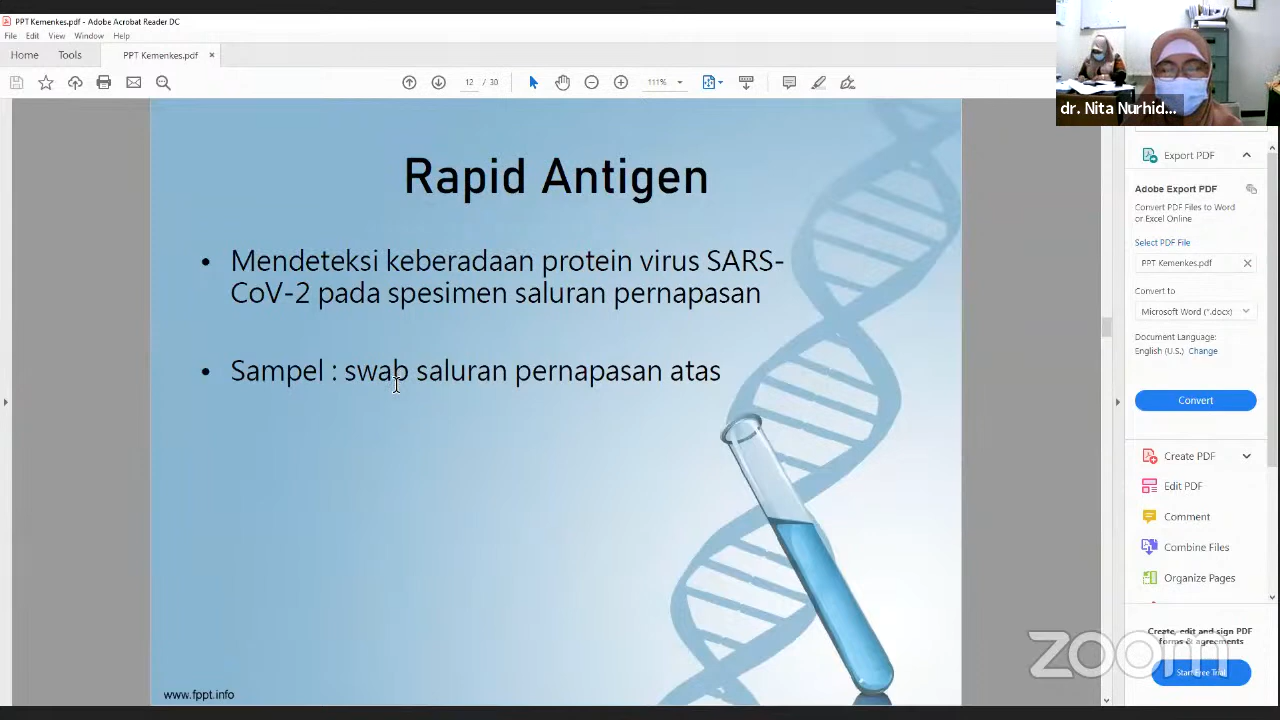 PPT Kemenkes.pdf - Adobe Acrobat Reader DC
File Edit View Window Help
Home Tools PPT Kemenkes.pdf ×
12 / 30 111%
dr. Nita Nurhid...
Rapid Antigen
• Mendeteksi keberadaan protein virus SARS-
CoV-2 pada spesimen saluran pernapasan
• Sampel : swab saluran pernapasan atas
www.fppt.info
Export PDF
Adobe Export PDF
Convert PDF Files to Word
or Excel Online
Select PDF File
PPT Kemenkes.pdf
Convert to
Microsoft Word (*.docx)
Document Language:
English (U.S.) Change
Convert
Create PDF
Edit PDF
Comment
Combine Files
Organize Pages
Create, edit and sign PDF
forms & agreements
Start Free Trial
zoom